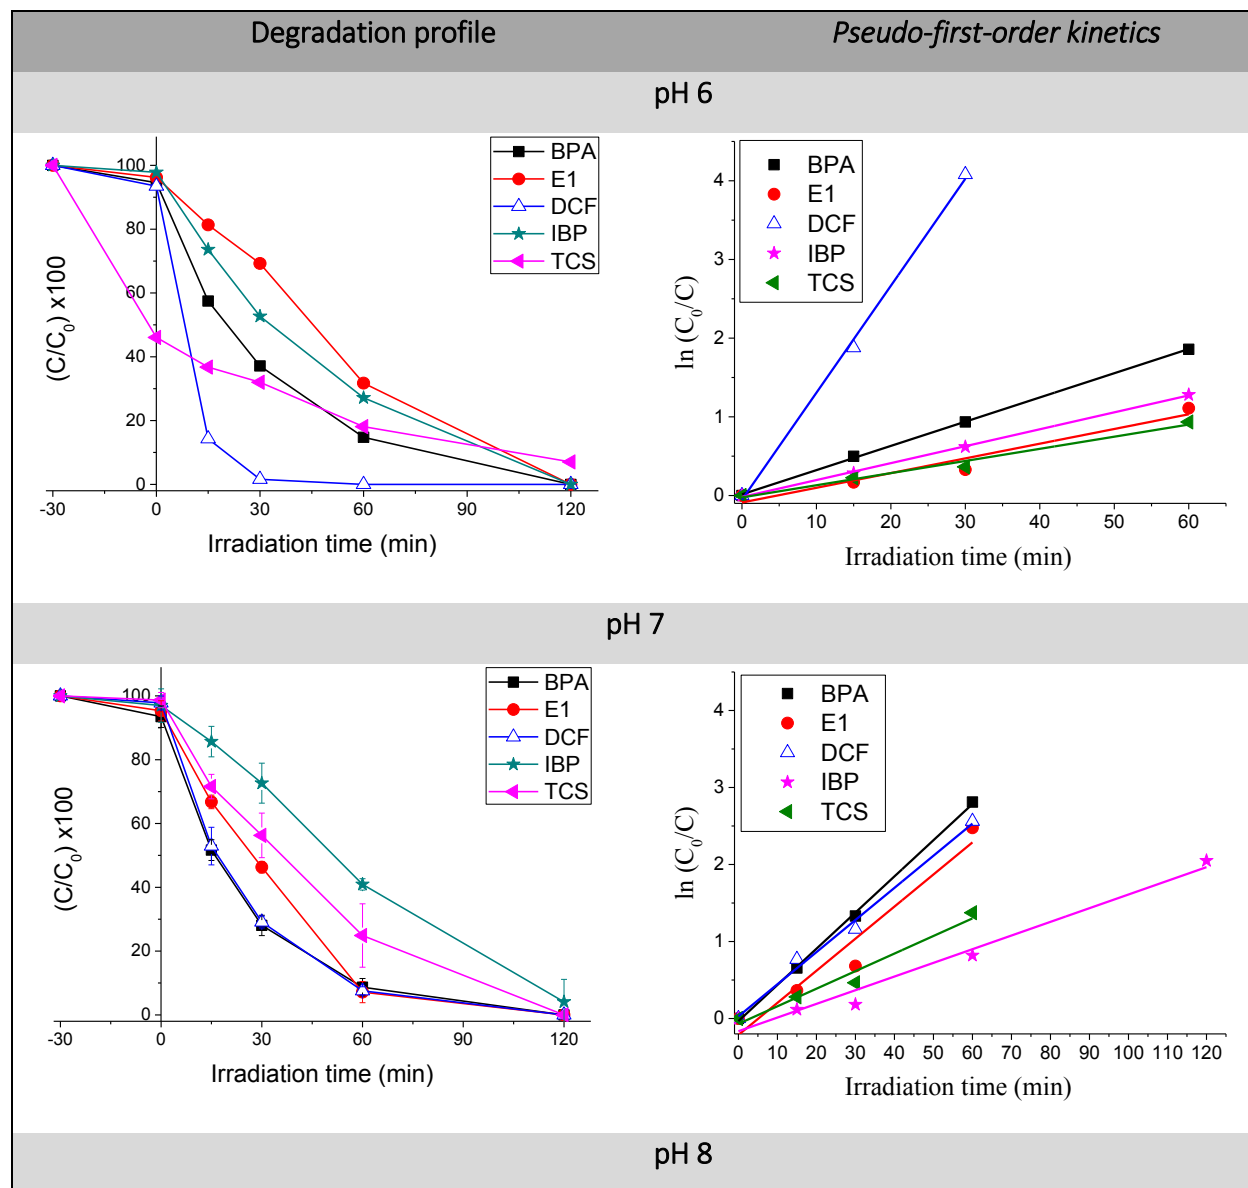 Degradation profile
Pseudo-first-order kinetics
pH 6
100
80
60
40
20
0
-30
0
30
60
90
120
(C/C₀) x100
Irradiation time (min)
BPA
E1
DCF
IBP
TCS
4
3
2
1
0
0
10
20
30
40
50
60
ln (C₀/C)
Irradiation time (min)
BPA
E1
DCF
IBP
TCS
pH 7
100
80
60
40
20
0
-30
0
30
60
90
120
(C/C₀) x100
Irradiation time (min)
BPA
E1
DCF
IBP
TCS
4
3
2
1
0
0
10
20
30
40
50
60
70
80
90
100
110
120
ln (C₀/C)
Irradiation time (min)
BPA
E1
DCF
IBP
TCS
pH 8